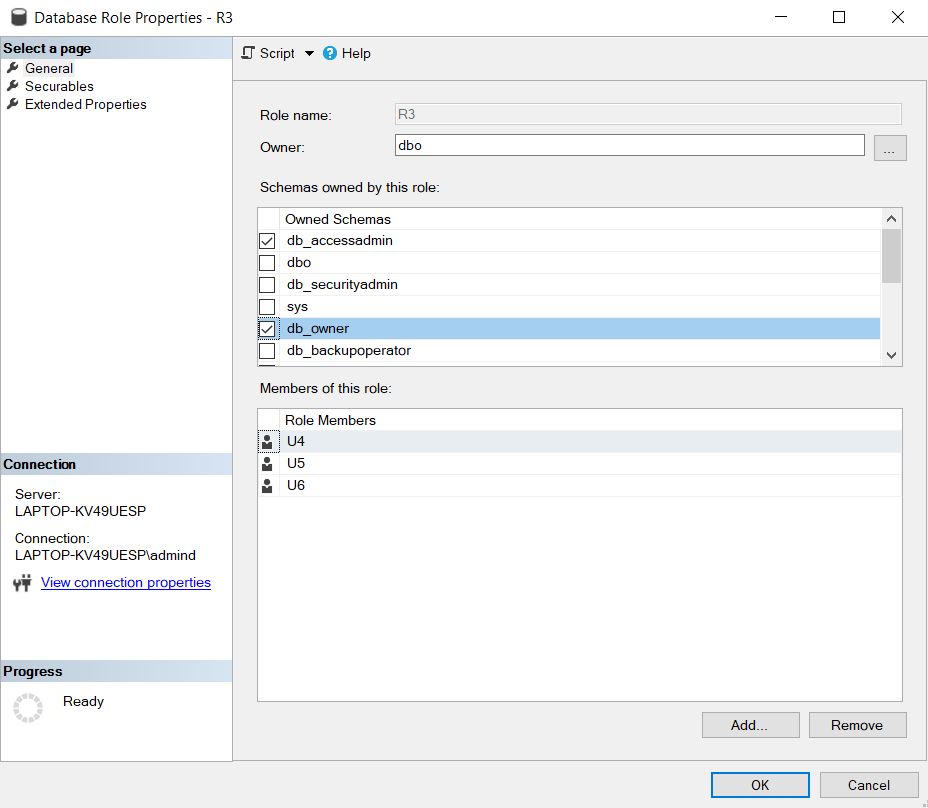 Database Role Properties - R3
Select a page
General
Securables
Extended Properties
Script
Help
Role name:
R3
Owner:
dbo
...
Schemas owned by this role:
Owned Schemas
db_accessadmin
dbo
db_securityadmin
sys
db_owner
db_backupoperator
Members of this role:
Role Members
U4
U5
U6
Connection
Server:
LAPTOP-KV49UESP
Connection:
LAPTOP-KV49UESP\admind
View connection properties
Progress
Ready
Add...
Remove
OK
Cancel